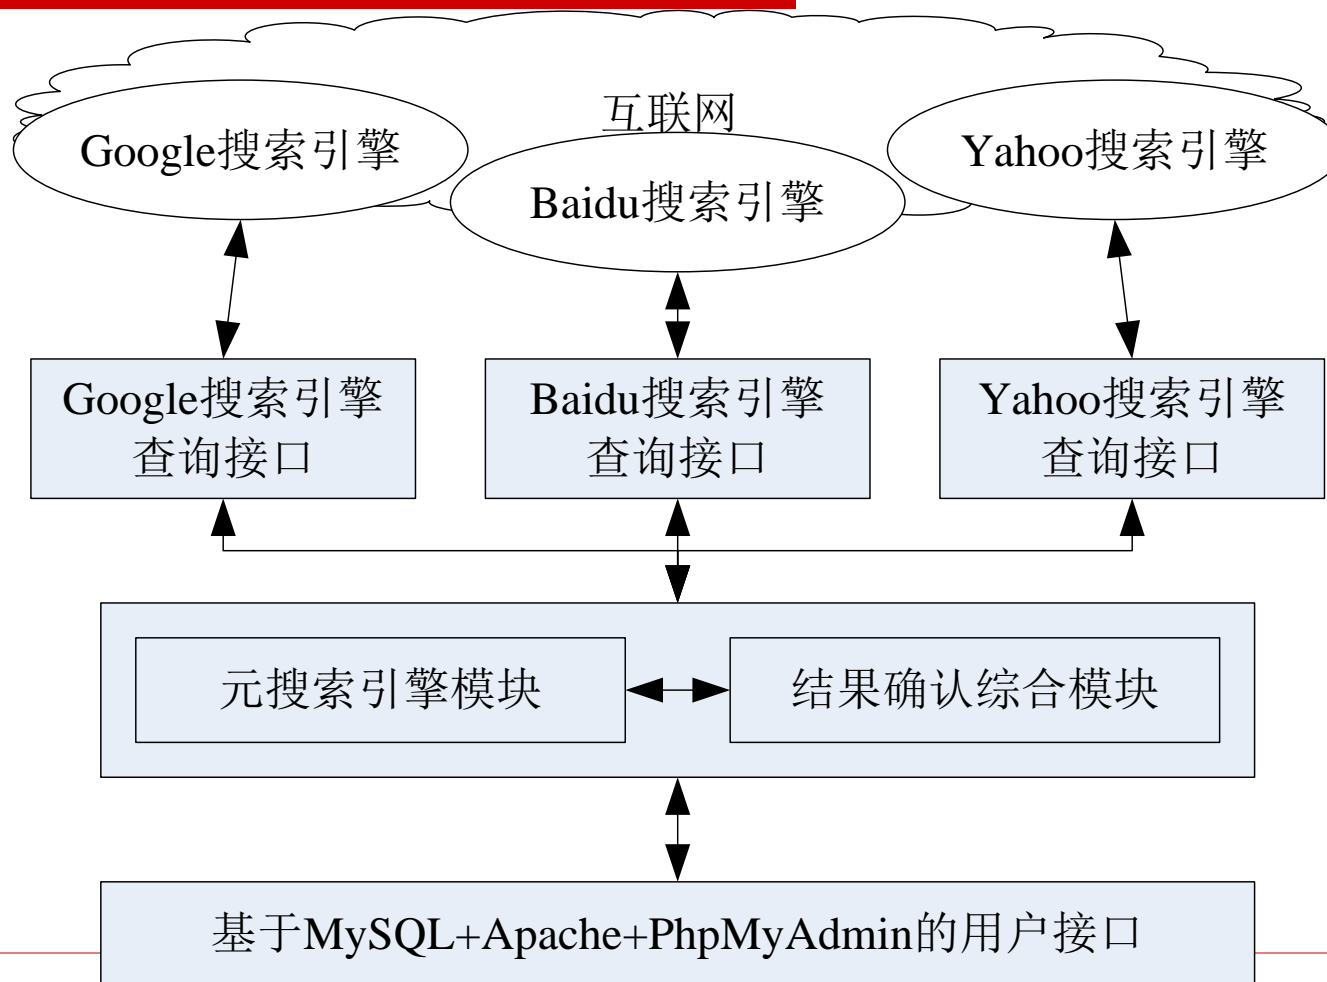 互联网
Google搜索引擎
Baidu搜索引擎
Yahoo搜索引擎
Google搜索引擎
查询接口
Baidu搜索引擎
查询接口
Yahoo搜索引擎
查询接口
元搜索引擎模块
结果确认综合模块
基于MySQL+Apache+PhpMyAdmin的用户接口